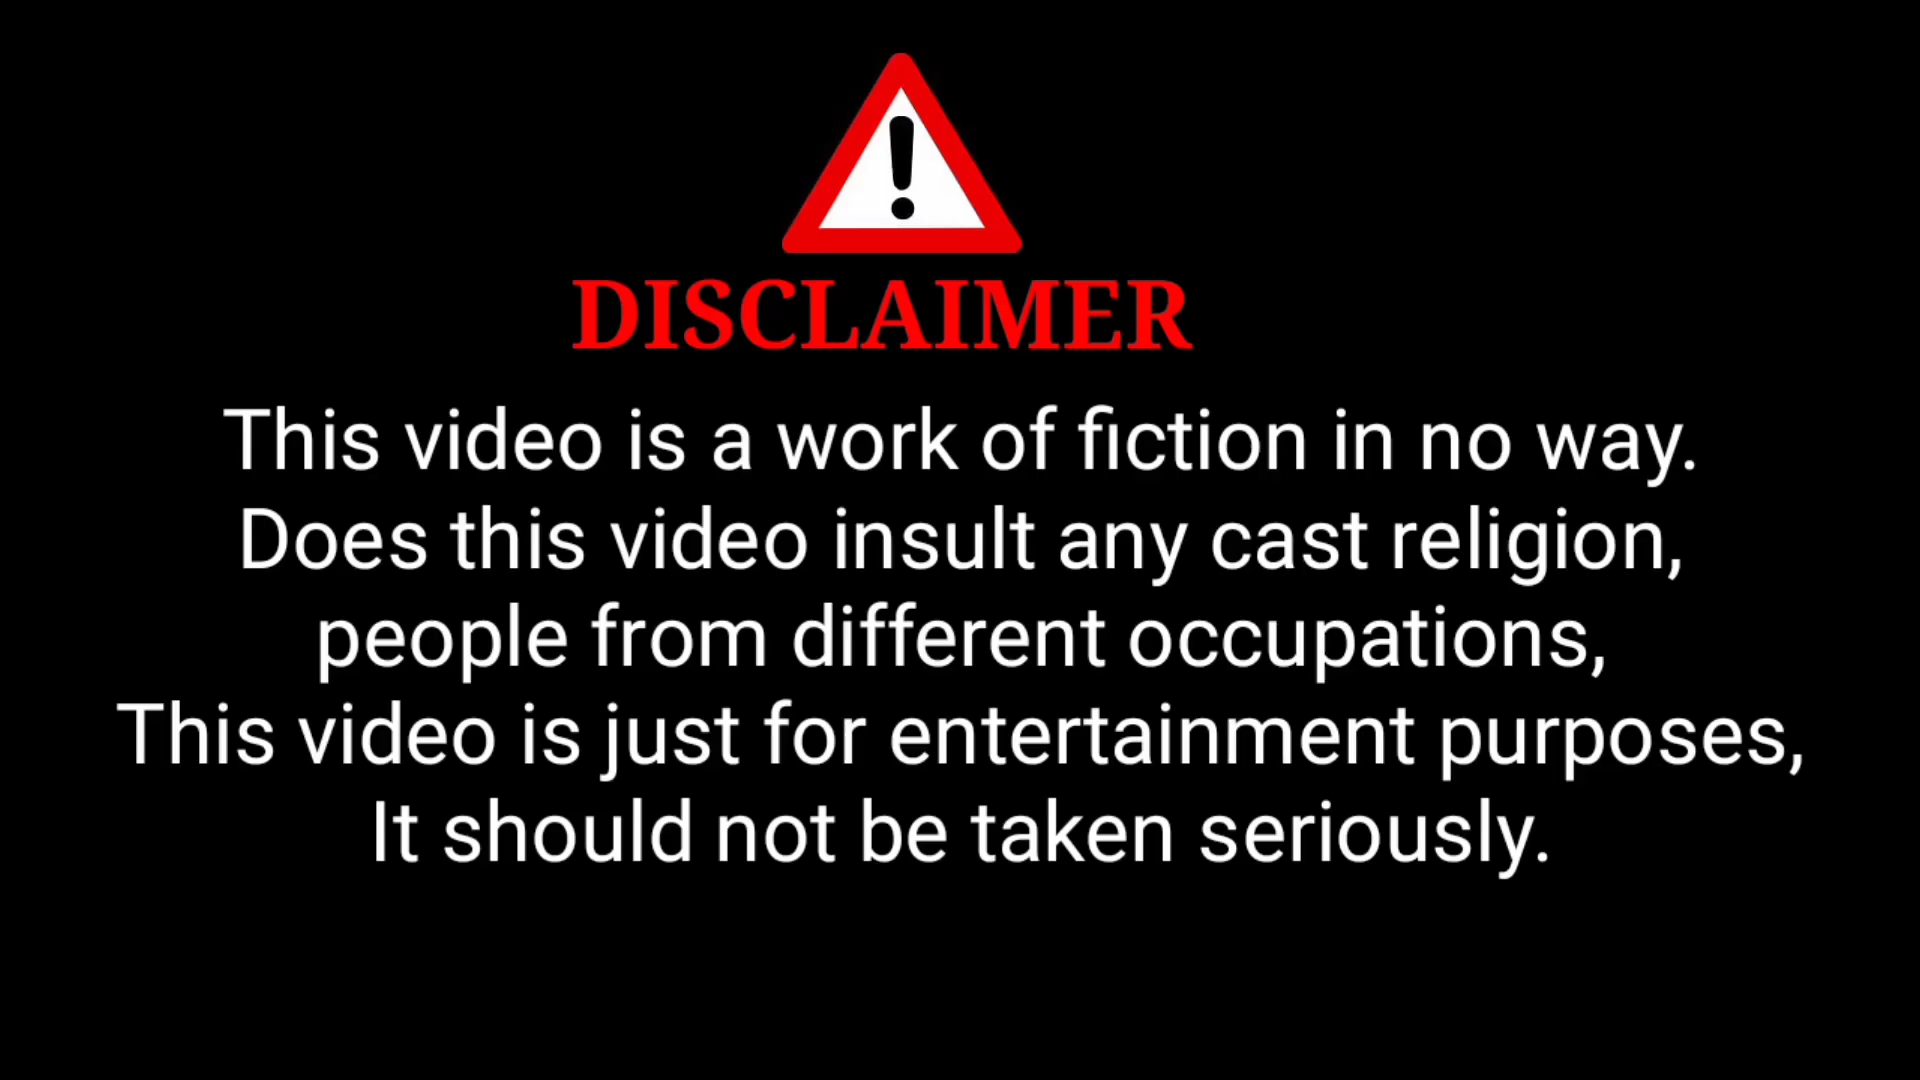 DISCLAIMER
This video is a work of fiction in no way.
Does this video insult any cast religion,
people from different occupations,
This video is just for entertainment purposes,
It should not be taken seriously.